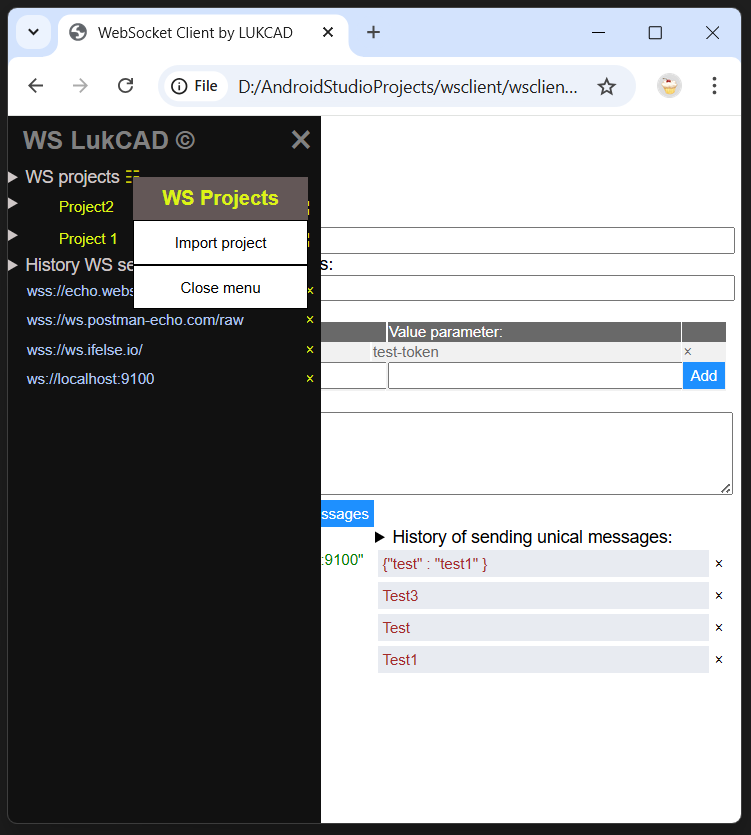 WebSocket Client by LUKCAD
File D:/AndroidStudioProjects/wsclient/wsclien...
WS LukCAD ©
WS projects
WS Projects
Project2
Import project
Project 1
History WS se
s:
Close menu
wss://echo.webs ×
wss://ws.postman-echo.com/raw ×
Value parameter:
wss://ws.ifelse.io/ ×
test-token ×
ws://localhost:9100 ×
Add
ssages
History of sending unical messages:
:9100"
{"test" : "test1" } ×
Test3 ×
Test ×
Test1 ×